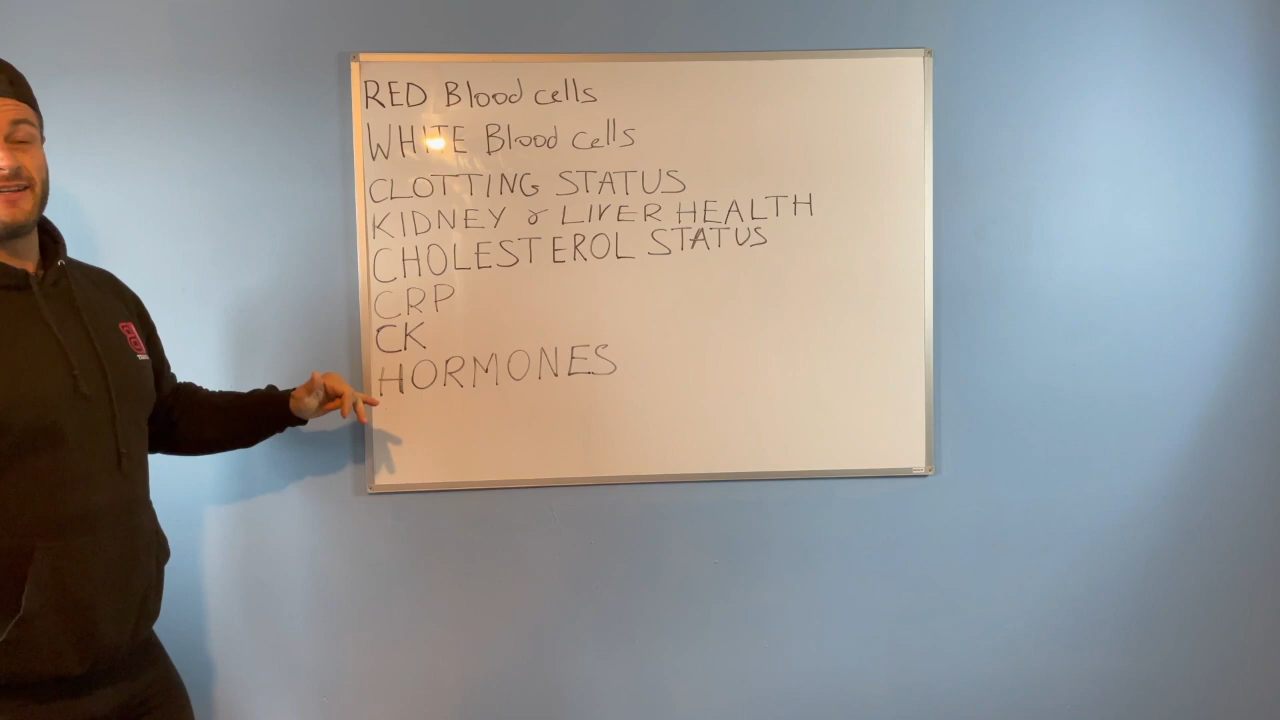 RED Blood cells
WHITE Blood cells
CLOTTING STATUS
KIDNEY & LIVER HEALTH
CHOLESTEROL STATUS
CRP
CK
HORMONES